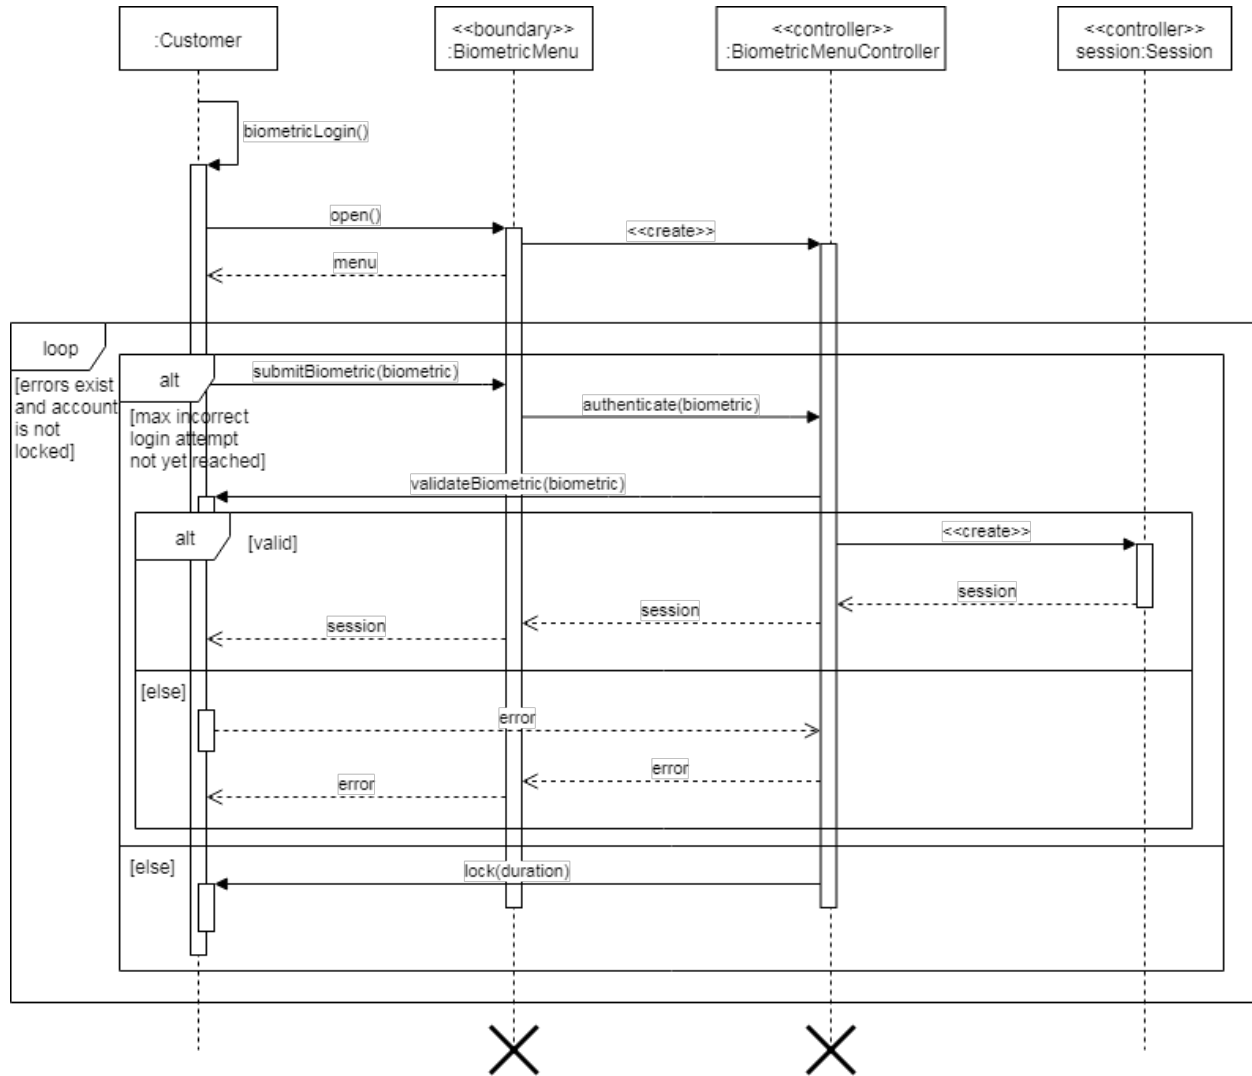 :Customer
<<boundary>>
:BiometricMenu
<<controller>>
:BiometricMenuController
<<controller>>
session:Session
biometricLogin()
open()
<<create>>
menu
loop
[errors exist
and account
is not
locked]
alt
submitBiometric(biometric)
[max incorrect
login attempt
not yet reached]
authenticate(biometric)
validateBiometric(biometric)
alt
[valid]
<<create>>
session
session
session
[else]
error
error
error
[else]
lock(duration)